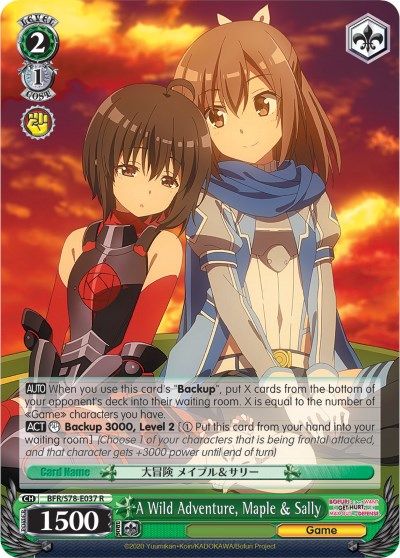 LEVEL
2
1
COST
AUTO When you use this card's "Backup", put X cards from the bottom of
your opponent's deck into their waiting room. X is equal to the number of
«Game» characters you have.
ACT Backup 3000, Level 2 [① Put this card from your hand into your
waiting room] (Choose 1 of your characters that is being frontal attacked,
and that character gets +3000 power until end of turn)
Card Name 大冒険 メイプル＆サリー
CH BFR/S78-E037 R
A Wild Adventure, Maple & Sally
1500
Game
©2020 Yuumikan・Koin/KADOKAWA/Bofuri Project